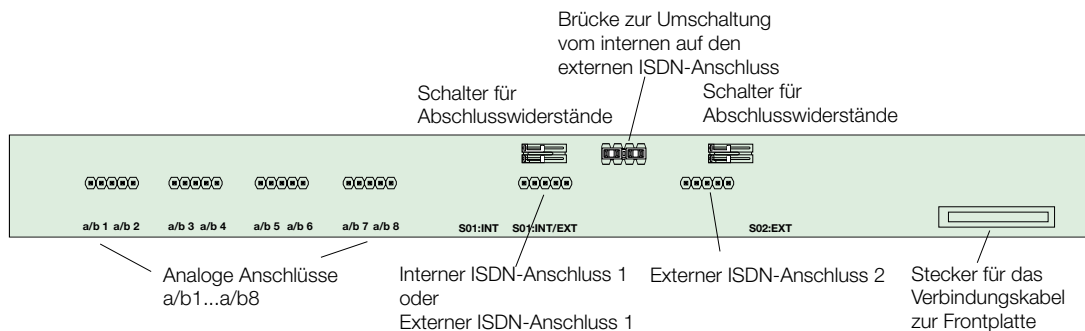 Brücke zur Umschaltung
vom internen auf den
externen ISDN-Anschluss
Schalter für
Abschlusswiderstände
Schalter für
Abschlusswiderstände
a/b 1 a/b 2
a/b 3 a/b 4
a/b 5 a/b 6
a/b 7 a/b 8
S01:INT
S01:INT/EXT
S02:EXT
Analoge Anschlüsse
a/b1...a/b8
Interner ISDN-Anschluss 1
oder
Externer ISDN-Anschluss 1
Externer ISDN-Anschluss 2
Stecker für das
Verbindungskabel
zur Frontplatte